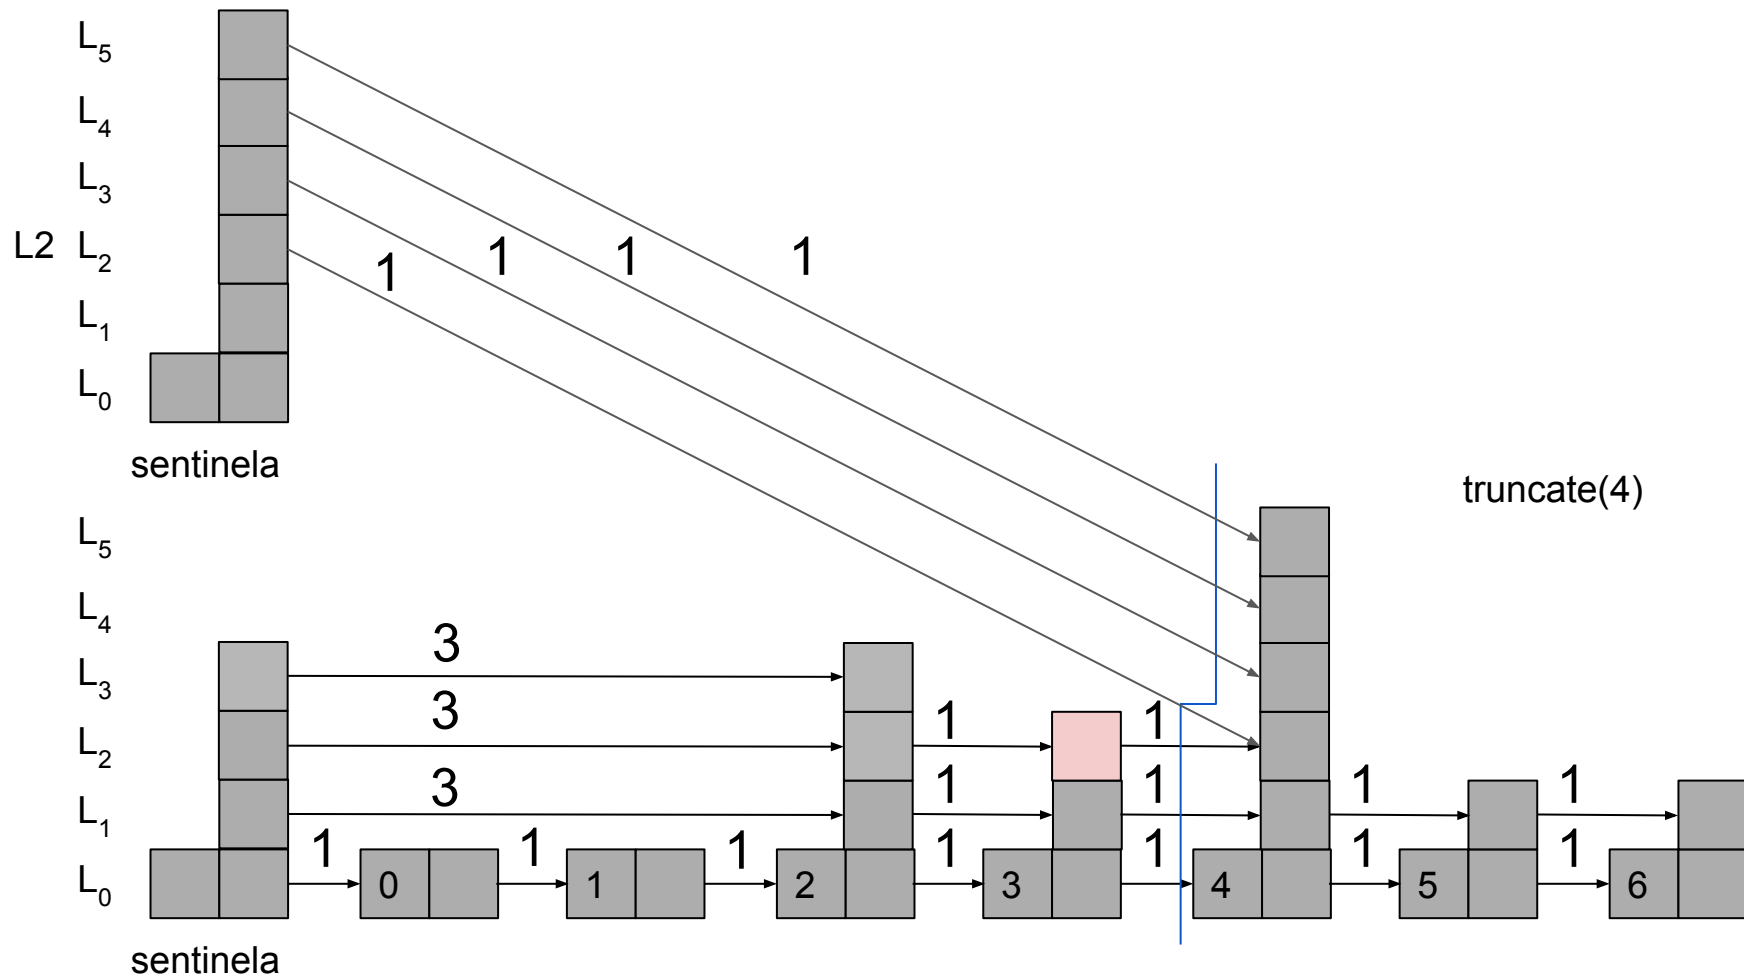 L5
L4
L3
L2 L2
1 1 1 1
L1
L0
sentinela
truncate(4)
L5
L4
3
L3
3 1 1
L2
3 1 1 1 1
L1
1 1 1 1 1 1 1
L0 0 1 2 3 4 5 6
sentinela